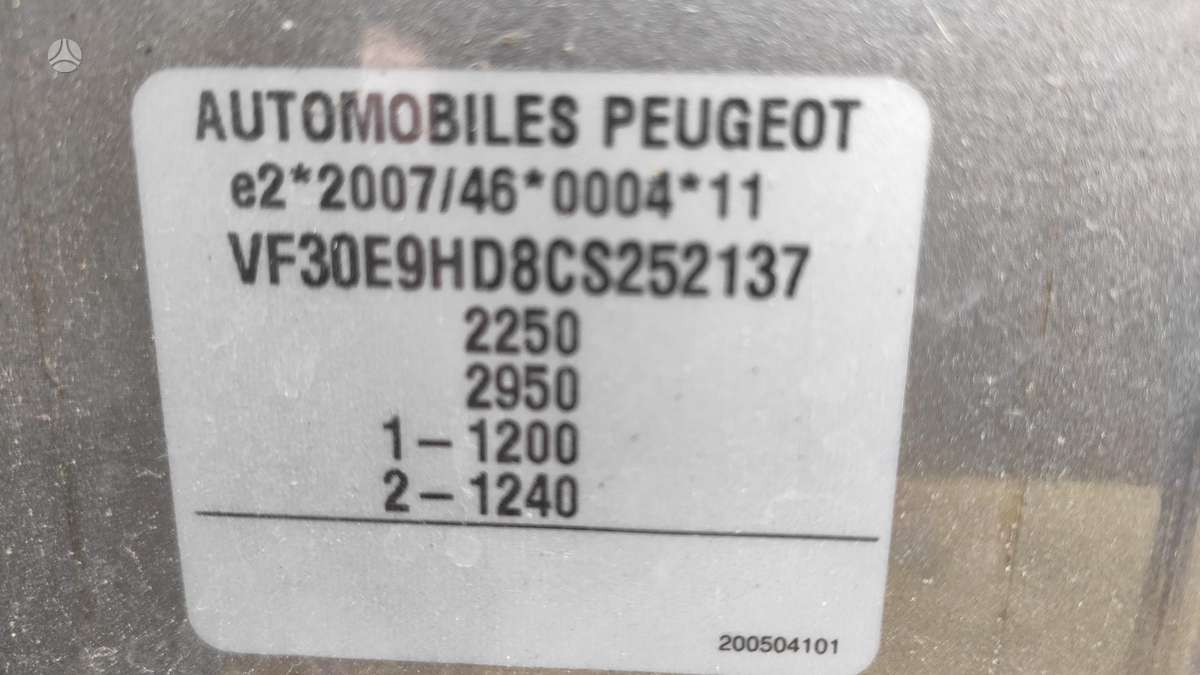 AUTOMOBILES PEUGEOT
e2*2007/46*0004*11
VF30E9HD8CS252137
2250
2950
1-1200
2-1240
200504101